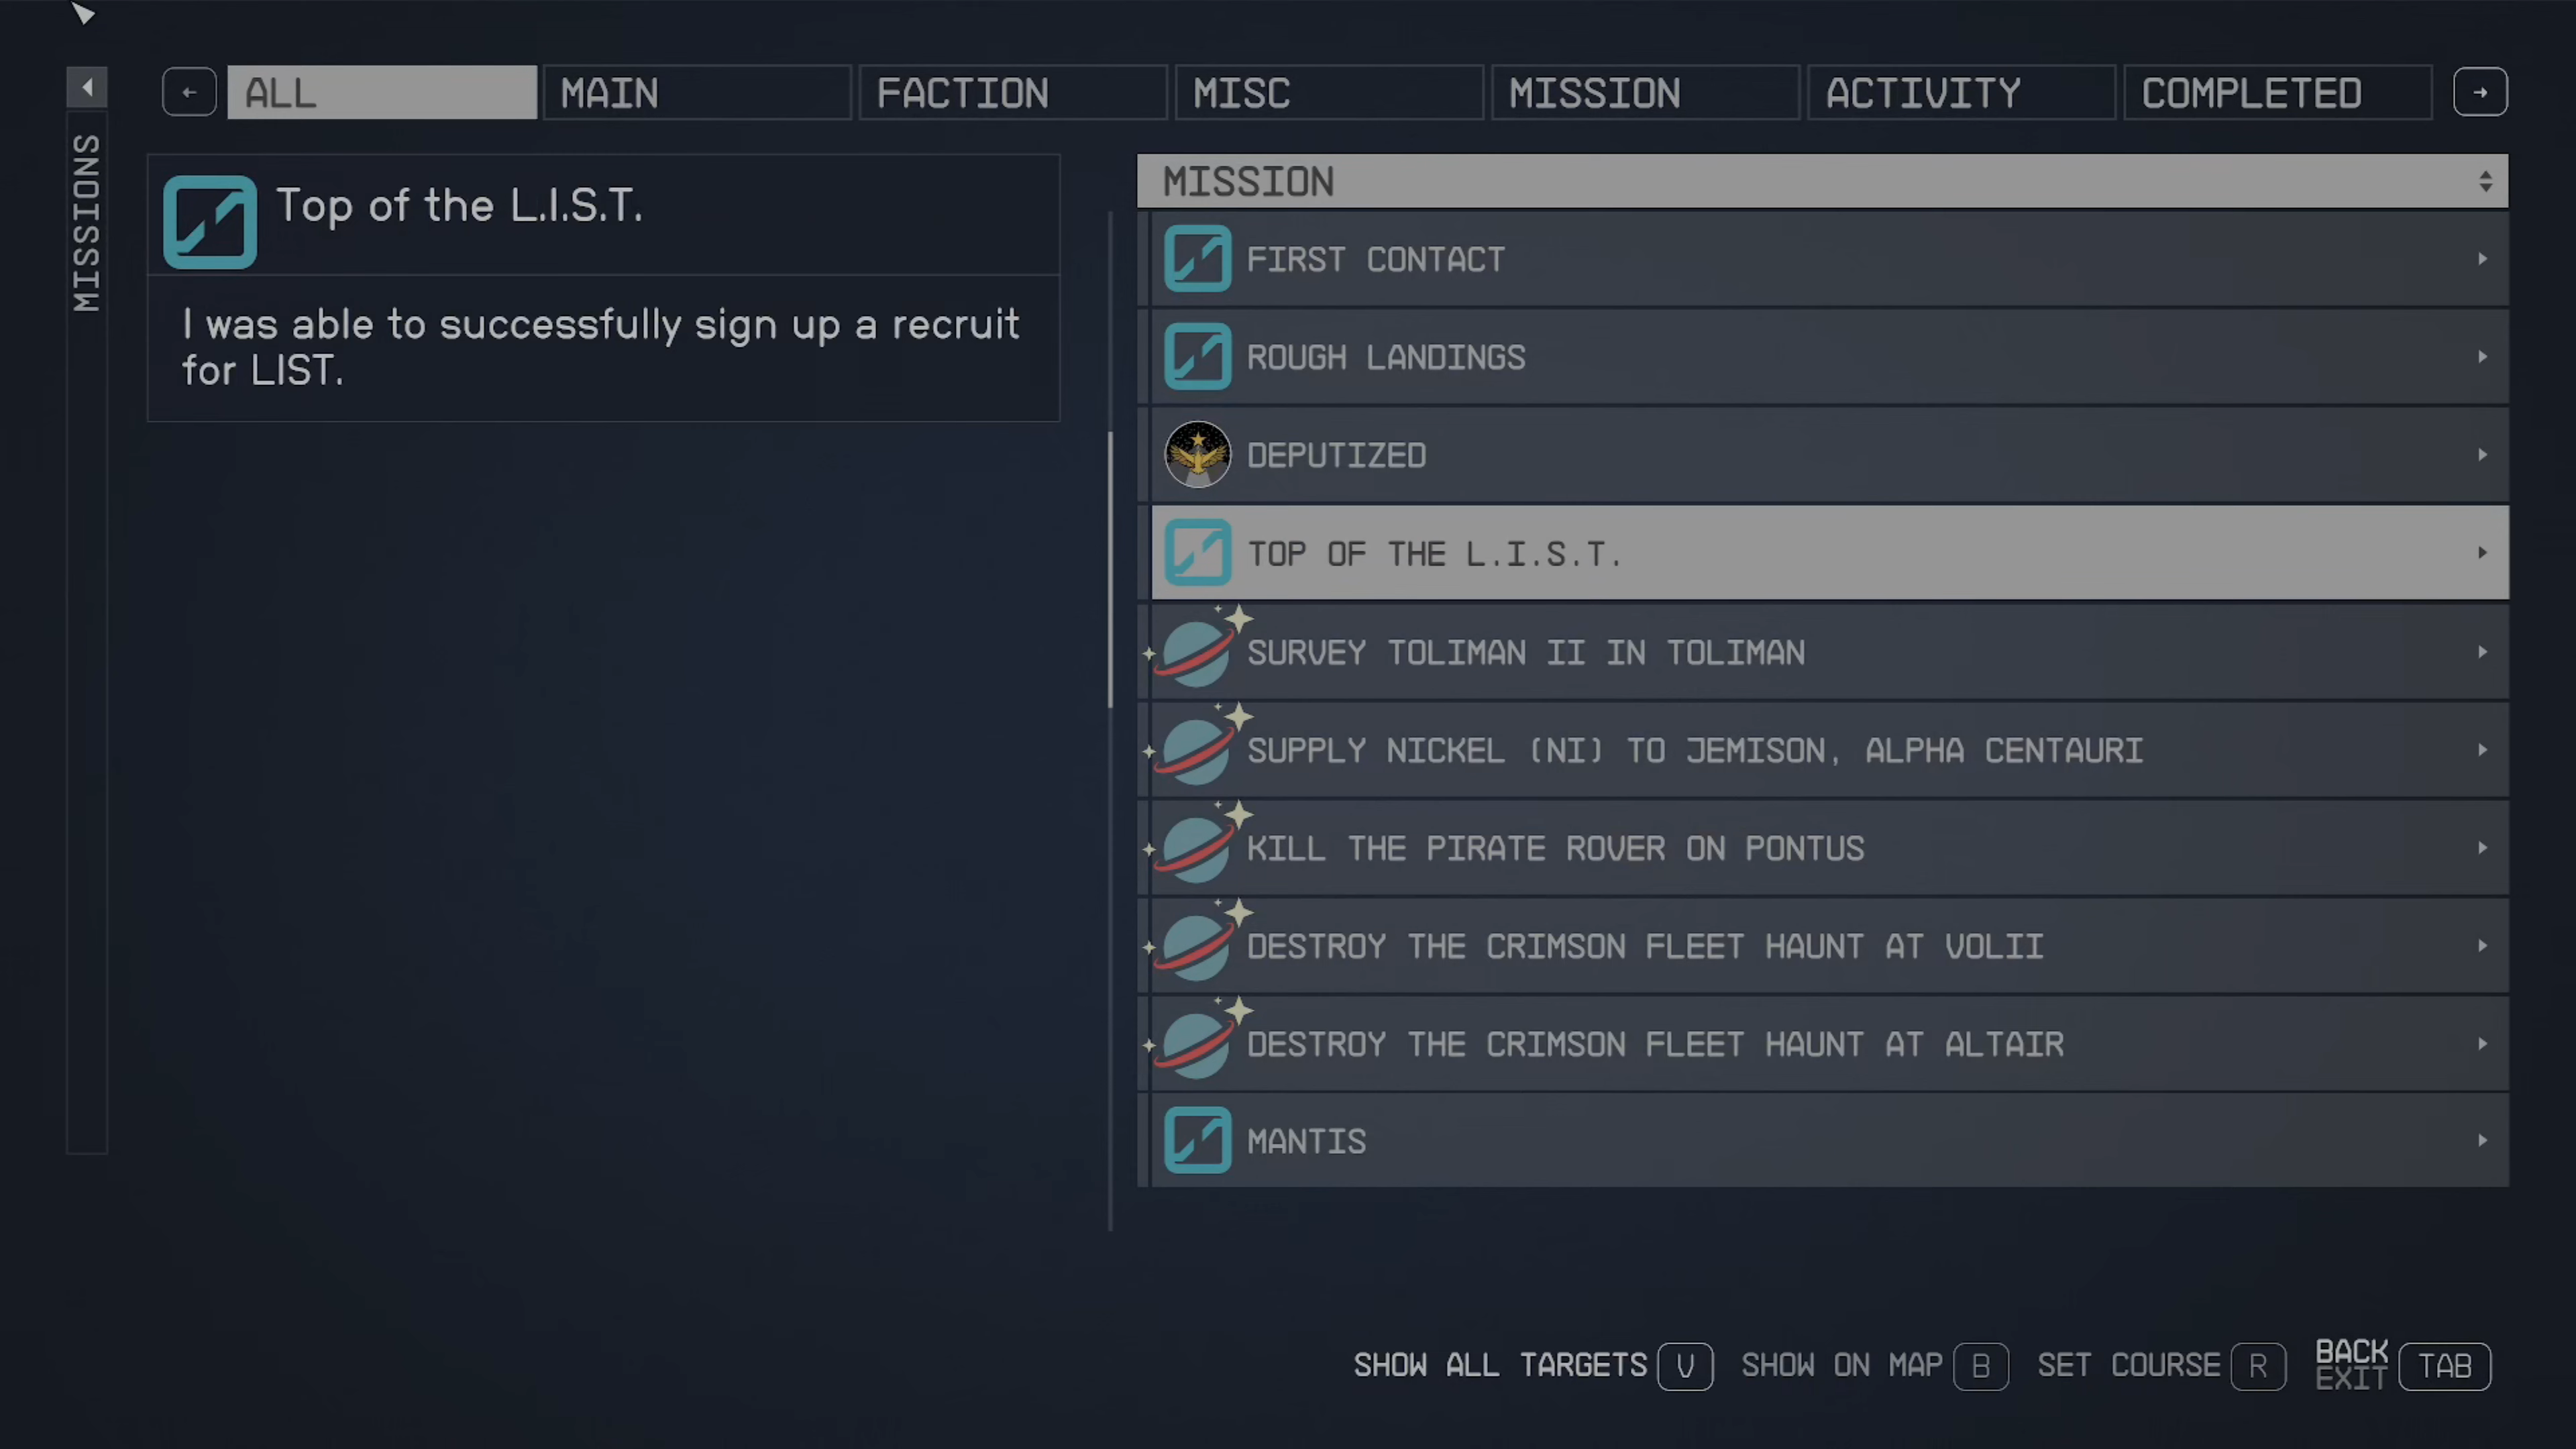 ALL
MAIN
FACTION
MISC
MISSION
ACTIVITY
COMPLETED
MISSIONS
Top of the L.I.S.T.
I was able to successfully sign up a recruit
for LIST.
MISSION
FIRST CONTACT
ROUGH LANDINGS
DEPUTIZED
TOP OF THE L.I.S.T.
SURVEY TOLIMAN II IN TOLIMAN
SUPPLY NICKEL (NI) TO JEMISON, ALPHA CENTAURI
KILL THE PIRATE ROVER ON PONTUS
DESTROY THE CRIMSON FLEET HAUNT AT VOLII
DESTROY THE CRIMSON FLEET HAUNT AT ALTAIR
MANTIS
SHOW ALL TARGETS V
SHOW ON MAP B
SET COURSE R
BACK
EXIT
TAB